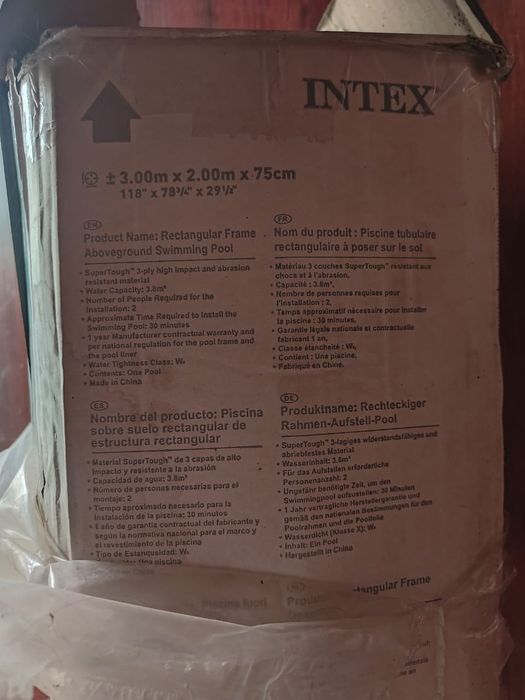 INTEX
± 3.00m x 2.00m x 75cm
118" x 78¾" x 29½"
EN
Product Name: Rectangular Frame
Aboveground Swimming Pool
• SuperTough™ 3-ply high impact and abrasion
resistant material
• Water Capacity: 3.8m³
• Number of People Required for the
Installation: 2
• Approximate Time Required to Install the
Swimming Pool: 30 minutes
• 1 year Manufacturer contractual warranty and
per national regulation for the pool frame and
the pool liner
• Water Tightness Class: W₀
• Contents: One Pool
• Made in China
FR
Nom du produit : Piscine tubulaire
rectangulaire à poser sur le sol
• Matériau 3 couches SuperTough™ résistant aux
chocs et à l'abrasion.
• Capacité : 3.8m³.
• Nombre de personnes requises pour
l'installation : 2.
• Temps approximatif nécessaire pour installer
la piscine : 30 minutes.
• Garantie légale nationale et contractuelle
fabricant 1 an.
• Classe étanchéité : W₀.
• Contient : Une piscine.
• Fabriqué en Chine.
ES
Nombre del producto: Piscina
sobre suelo rectangular de
estructura rectangular
• Material SuperTough™ de 3 capas de alto
impacto y resistente a la abrasión
• Capacidad de agua: 3.8m³
• Número de personas necesarias para el
montaje: 2
• Tiempo aproximado necesario para la
instalación de la piscina: 30 minutos
• 1 año de garantía contractual del fabricante y
según la normativa nacional para el marco y
el revestimiento de la piscina
• Tipo de Estanqueidad: W₀
Una piscina
DE
Produktname: Rechteckiger
Rahmen-Aufstell-Pool
• SuperTough™ 3-lagiges widerstandsfähiges und
abriebfestes Material
• Wasserinhalt: 3.8m³
• Für das Aufstellen erforderliche
Personenanzahl: 2
• Ungefähr benötigte Zeit, um den
Swimmingpool aufzustellen: 30 Minuten
• 1 Jahr vertragliche Herstellergarantie und
gemäß den nationalen Bestimmungen für den
Poolrahmen und die Poolfolie
• Wasserdicht (Klasse X): W₀
• Inhalt: Ein Pool
• Hergestellt in China
Piscina fuori
tangular Frame